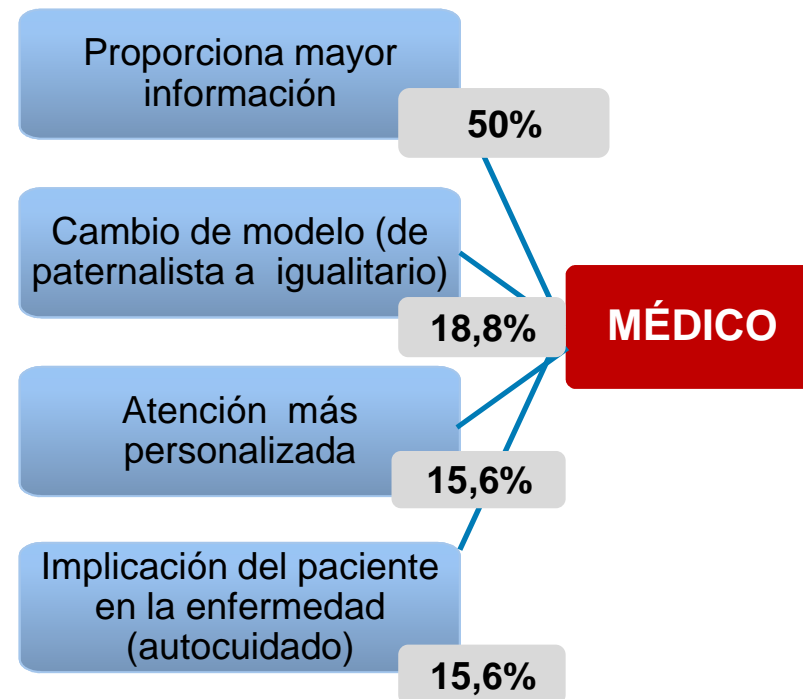 Proporciona mayor
información
50%
Cambio de modelo (de
paternalista a igualitario)
18,8%
MÉDICO
Atención más
personalizada
15,6%
Implicación del paciente
en la enfermedad
(autocuidado)
15,6%